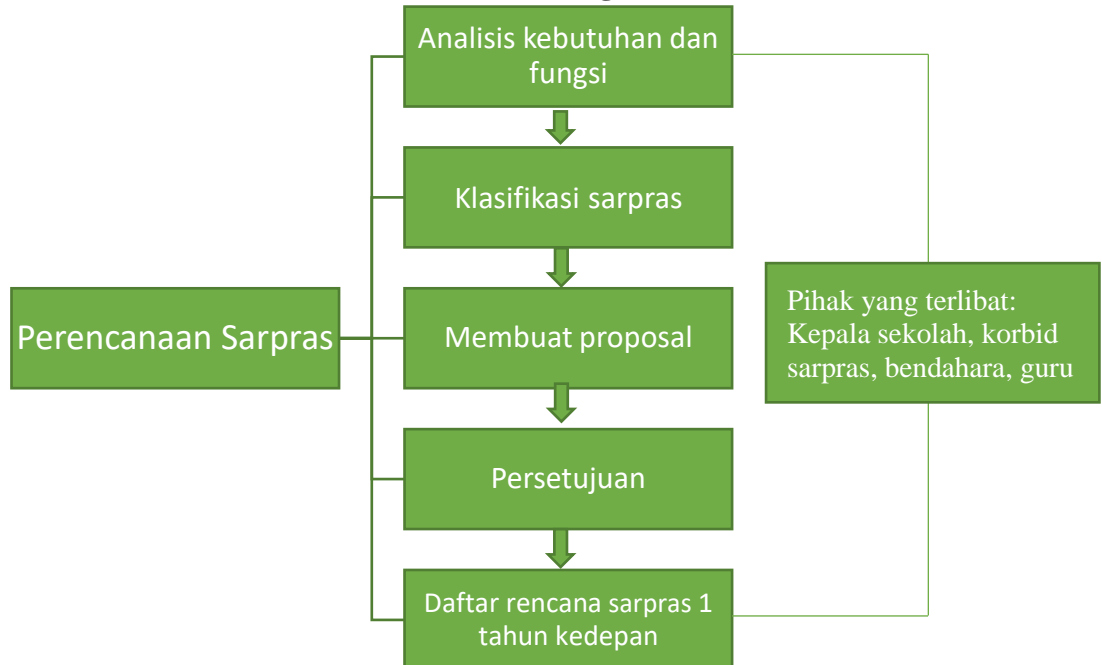 Analisis kebutuhan dan
fungsi
Klasifikasi sarpras
Perencanaan Sarpras
Membuat proposal
Pihak yang terlibat:
Kepala sekolah, korbid
sarpras, bendahara, guru
Persetujuan
Daftar rencana sarpras 1
tahun kedepan